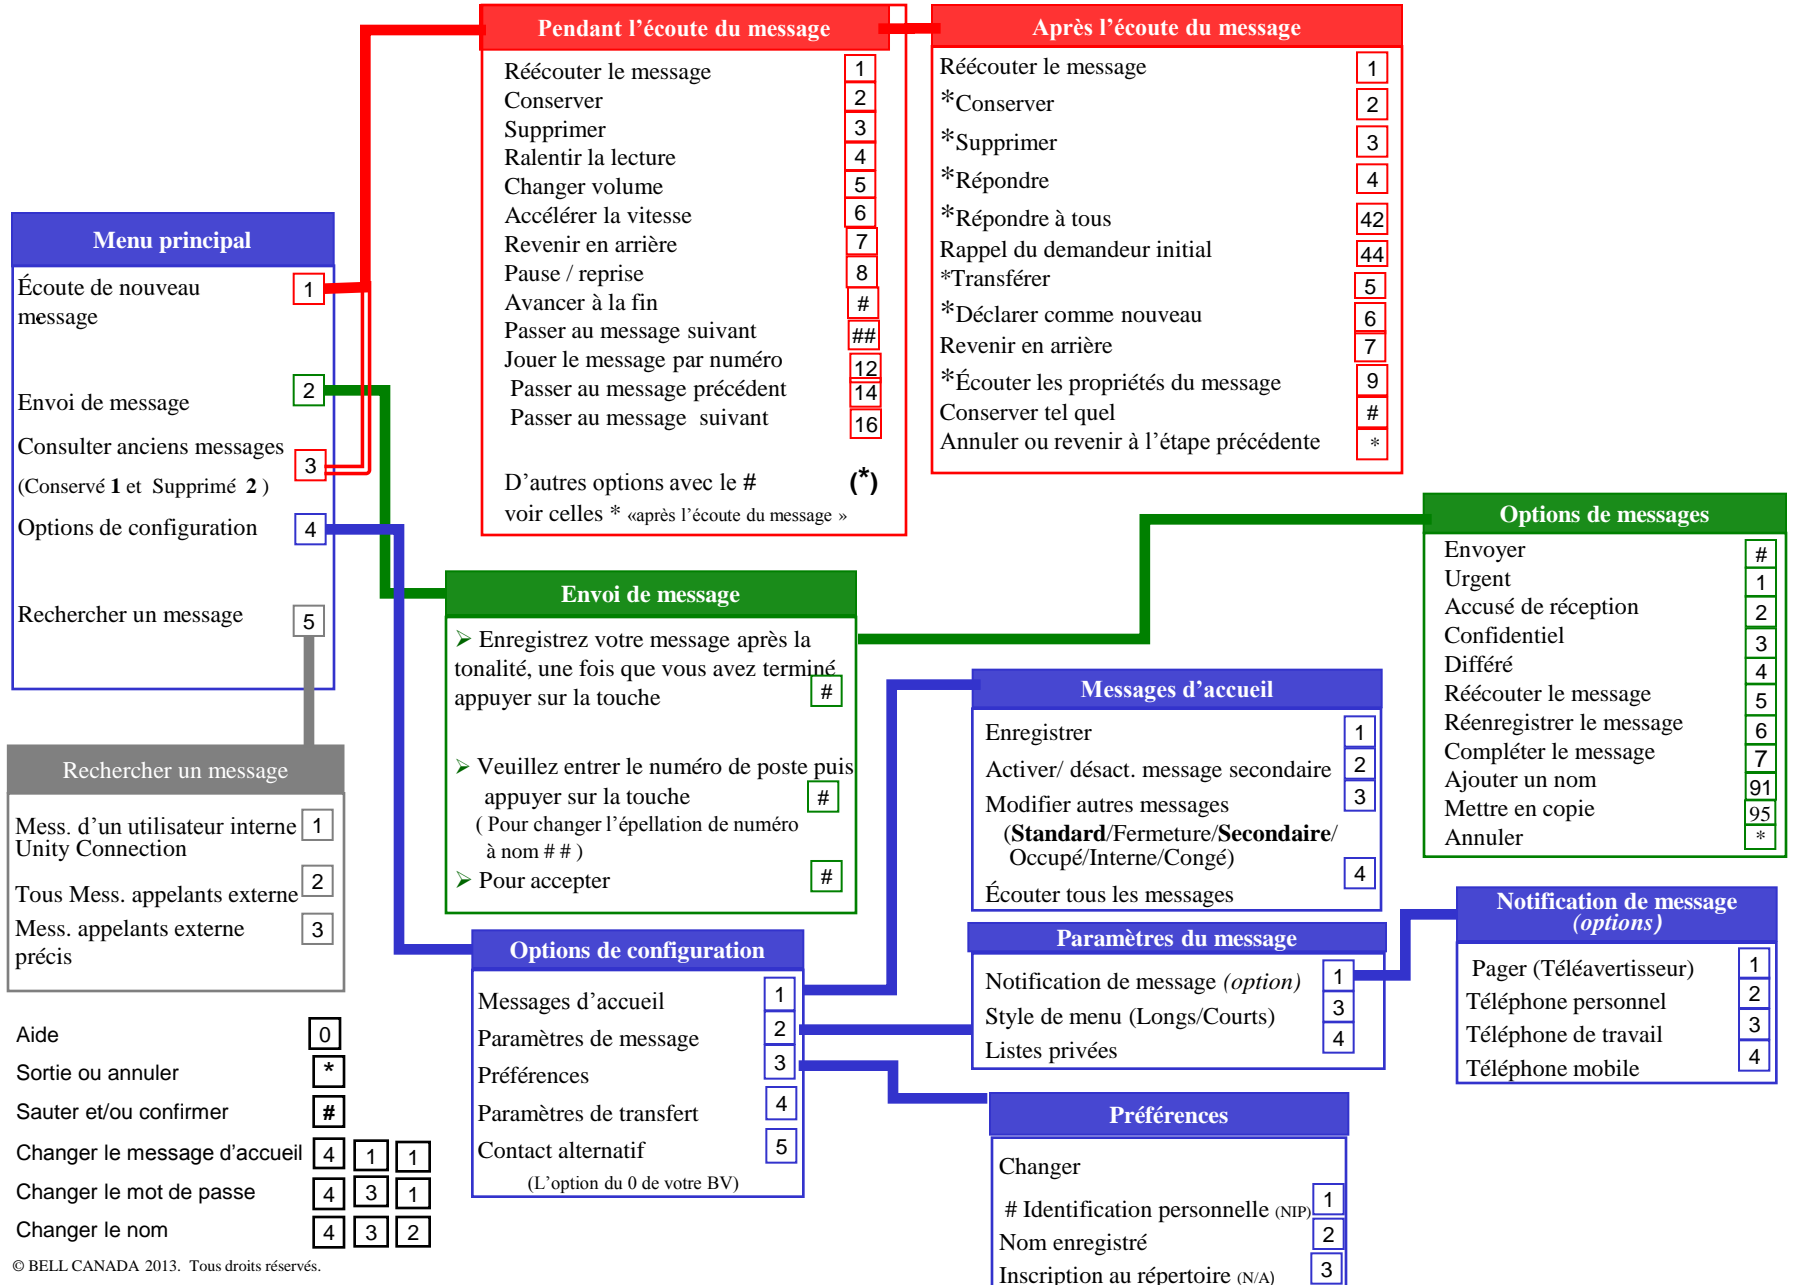 Menu principal
Écoute de nouveau 1
message
Envoi de message 2
Consulter anciens messages 3
(Conservé 1 et Supprimé 2 )
Options de configuration 4
Rechercher un message 5
Pendant l'écoute du message
Réécouter le message 1
Conserver 2
Supprimer 3
Ralentir la lecture 4
Changer volume 5
Accélérer la vitesse 6
Revenir en arrière 7
Pause / reprise 8
Avancer à la fin #
Passer au message suivant ##
Jouer le message par numéro 12
Passer au message précédent 14
Passer au message suivant 16
D'autres options avec le # (*)
voir celles * «après l'écoute du message »
Après l'écoute du message
Réécouter le message 1
*Conserver 2
*Supprimer 3
*Répondre 4
*Répondre à tous 42
Rappel du demandeur initial 44
*Transférer 5
*Déclarer comme nouveau 6
Revenir en arrière 7
*Écouter les propriétés du message 9
Conserver tel quel #
Annuler ou revenir à l'étape précédente *
Envoi de message
➢ Enregistrez votre message après la
tonalité, une fois que vous avez terminé
appuyer sur la touche #
➢ Veuillez entrer le numéro de poste puis
appuyer sur la touche #
( Pour changer l'épellation de numéro
à nom # # )
➢ Pour accepter #
Options de messages
Envoyer #
Urgent 1
Accusé de réception 2
Confidentiel 3
Différé 4
Réécouter le message 5
Réenregistrer le message 6
Compléter le message 7
Ajouter un nom 91
Mettre en copie 95
Annuler *
Rechercher un message
Mess. d'un utilisateur interne 1
Unity Connection
Tous Mess. appelants externe 2
Mess. appelants externe 3
précis
Options de configuration
Messages d'accueil 1
Paramètres de message 2
Préférences 3
Paramètres de transfert 4
Contact alternatif 5
(L'option du 0 de votre BV)
Messages d'accueil
Enregistrer 1
Activer/ désact. message secondaire 2
Modifier autres messages 3
(Standard/Fermeture/Secondaire/
Occupé/Interne/Congé)
Écouter tous les messages 4
Paramètres du message
Notification de message (option) 1
Style de menu (Longs/Courts) 3
Listes privées 4
Notification de message
(options)
Pager (Téléavertisseur) 1
Téléphone personnel 2
Téléphone de travail 3
Téléphone mobile 4
Préférences
Changer
# Identification personnelle (NIP) 1
Nom enregistré 2
Inscription au répertoire (N/A) 3
Aide 0
Sortie ou annuler *
Sauter et/ou confirmer #
Changer le message d'accueil 4 1 1
Changer le mot de passe 4 3 1
Changer le nom 4 3 2
© BELL CANADA 2013. Tous droits réservés.